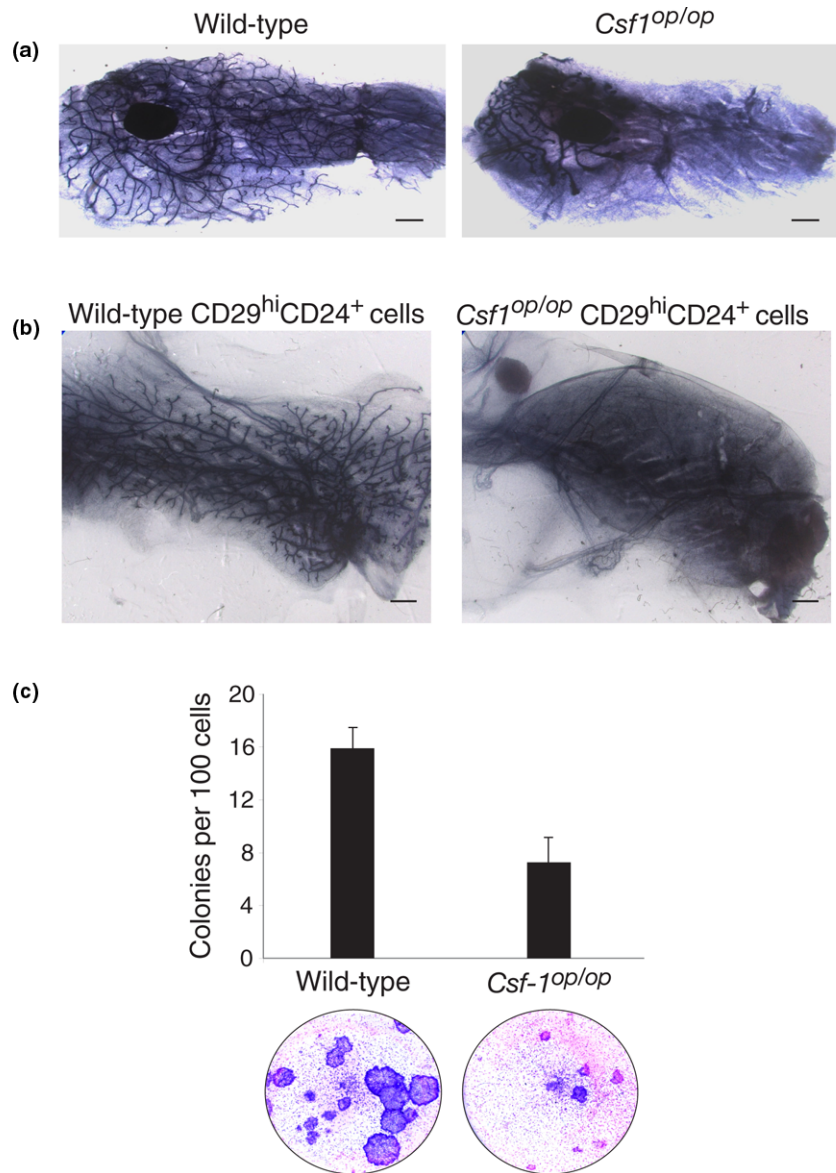 Wild-type Csf1op/op
(a)
(b)
Wild-type CD29hiCD24+ cells Csf1op/op CD29hiCD24+ cells
(c)
Colonies per 100 cells
20
16
12
8
4
0
Wild-type Csf-1op/op